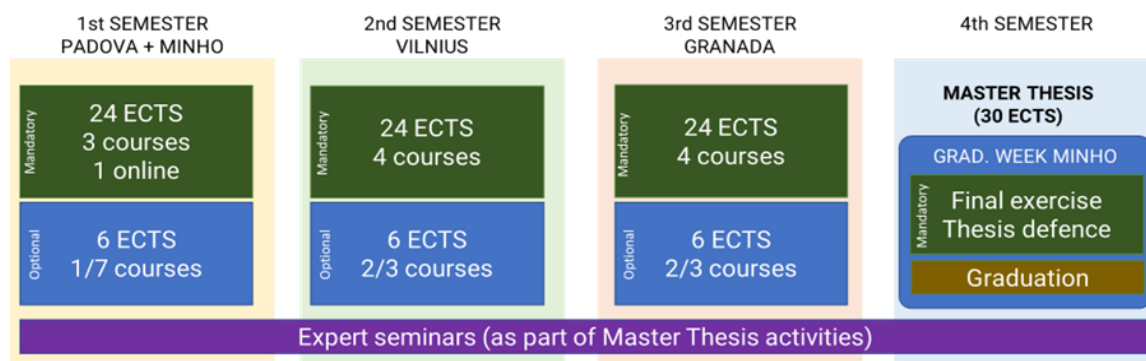 1st SEMESTER
PADOVA + MINHO
Mandatory
24 ECTS
3 courses
1 online
Optional
6 ECTS
1/7 courses
2nd SEMESTER
VILNIUS
Mandatory
24 ECTS
4 courses
Optional
6 ECTS
2/3 courses
3rd SEMESTER
GRANADA
Mandatory
24 ECTS
4 courses
Optional
6 ECTS
2/3 courses
4th SEMESTER
MASTER THESIS
(30 ECTS)
GRAD. WEEK MINHO
Mandatory
Final exercise
Thesis defence
Graduation
Expert seminars (as part of Master Thesis activities)